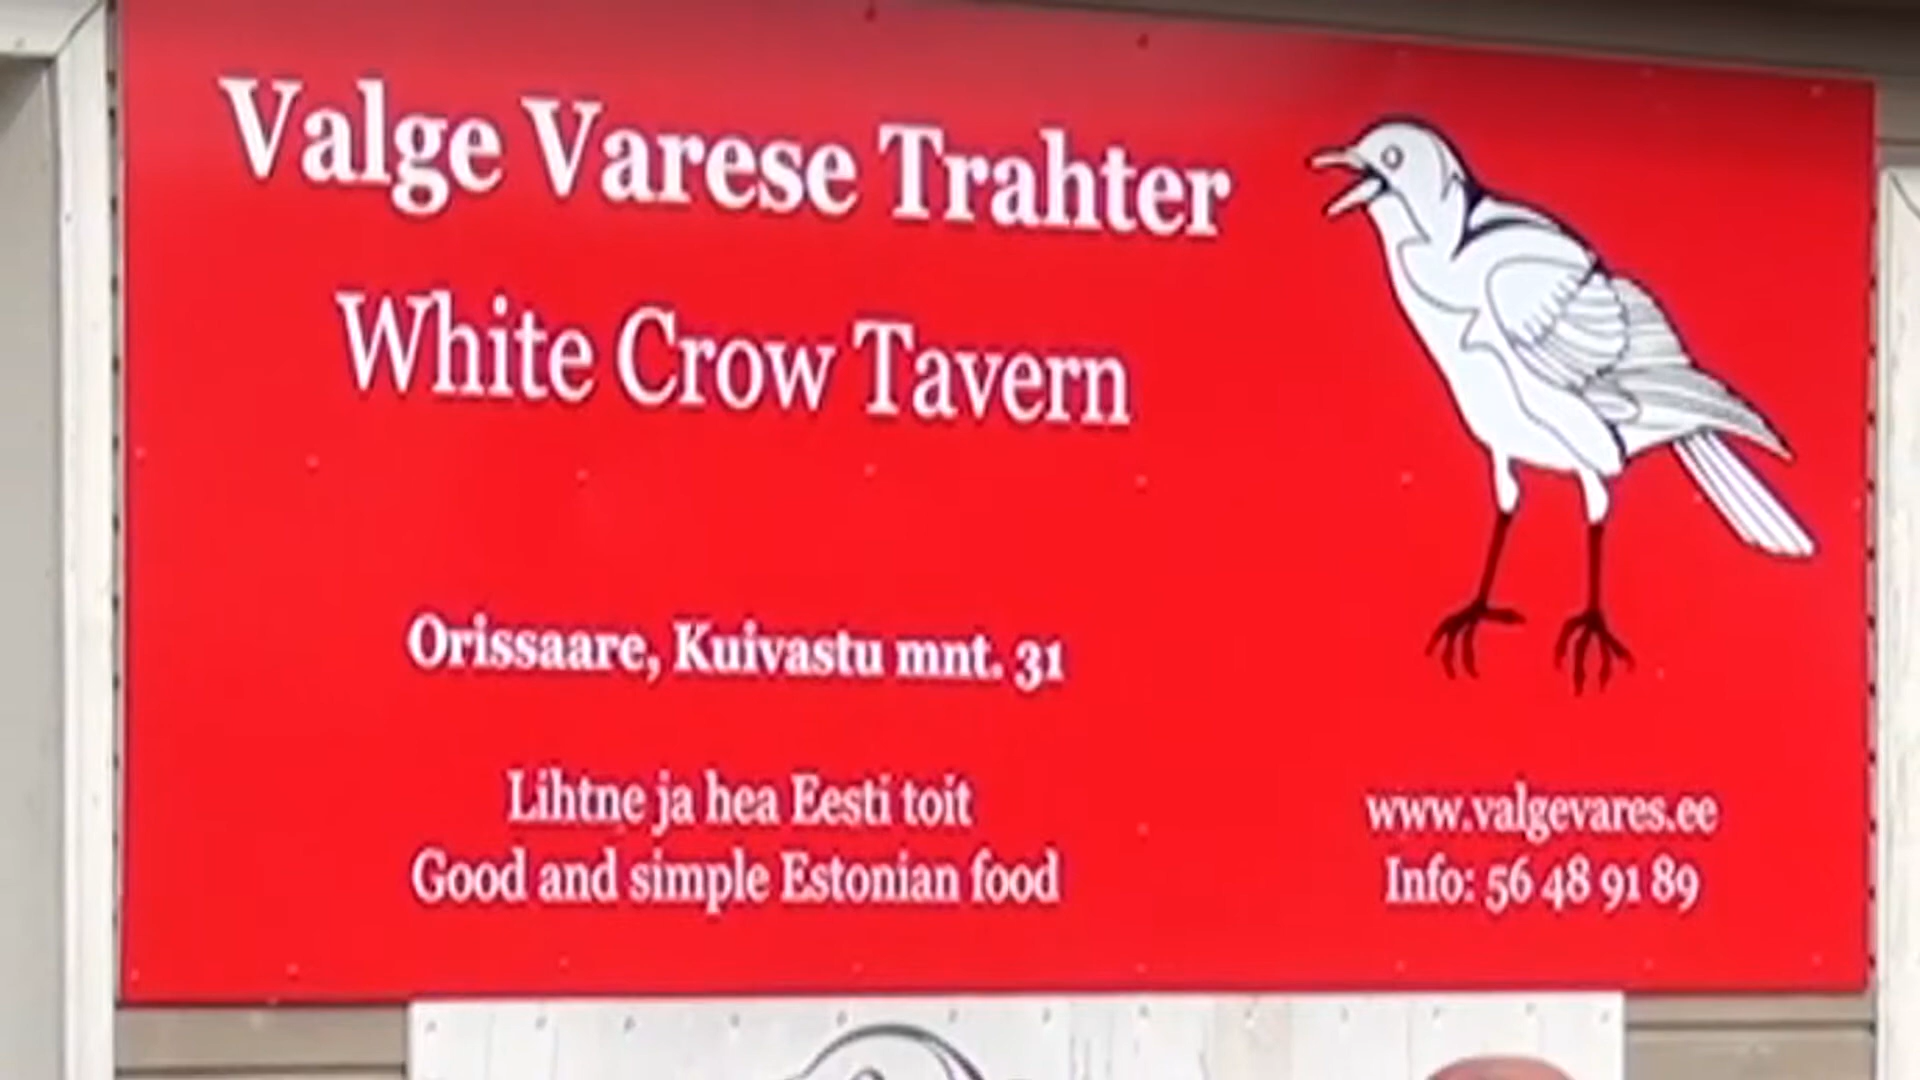 Valge Varese Trahter
White Crow Tavern
Orissaare, Kuivastu mnt. 31
Lihtne ja hea Eesti toit
Good and simple Estonian food
www.valgevares.ee
Info: 56 48 91 89